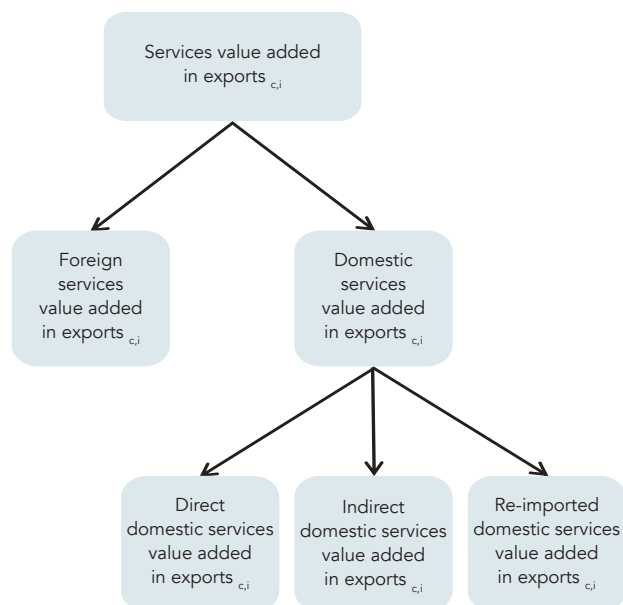 Services value added
in exports c,i
Foreign
services
value added
in exports c,i
Domestic
services
value added
in exports c,i
Direct
domestic services
value added
in exports c,i
Indirect
domestic services
value added
in exports c,i
Re-imported
domestic services
value added
in exports c,i